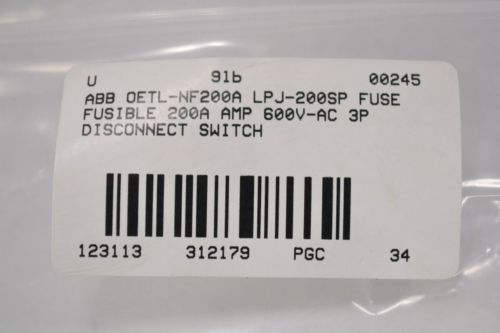 U 91b 00245
ABB OETL-NF200A LPJ-200SP FUSE
FUSIBLE 200A AMP 600V-AC 3P
DISCONNECT SWITCH
123113 312179 PGC 34